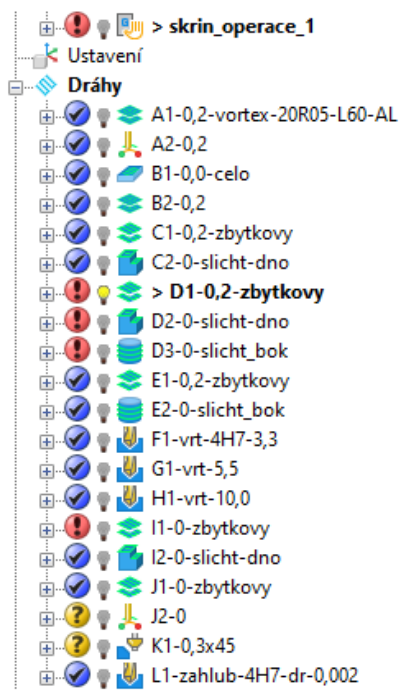 > skrin_operace_1
Ustavení
Dráhy
A1-0,2-vortex-20R05-L60-AL
A2-0,2
B1-0,0-celo
B2-0,2
C1-0,2-zbytkovy
C2-0-slicht-dno
> D1-0,2-zbytkovy
D2-0-slicht-dno
D3-0-slicht_bok
E1-0,2-zbytkovy
E2-0-slicht_bok
F1-vrt-4H7-3,3
G1-vrt-5,5
H1-vrt-10,0
I1-0-zbytkovy
I2-0-slicht-dno
J1-0-zbytkovy
J2-0
K1-0,3x45
L1-zahlub-4H7-dr-0,002